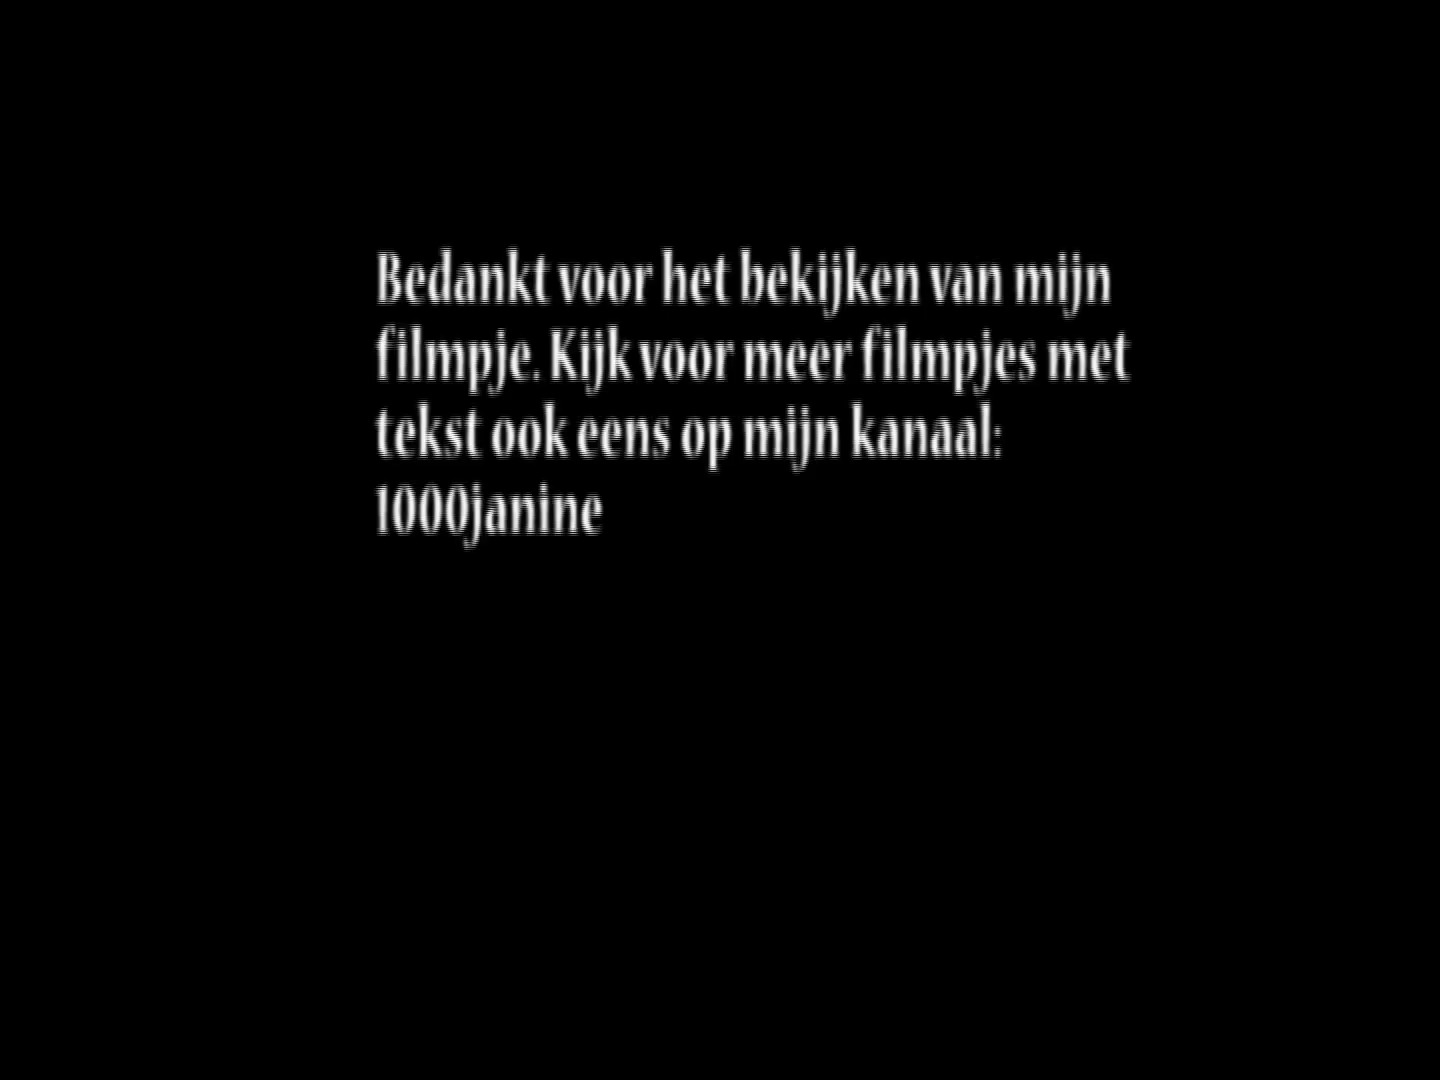 Bedankt voor het bekijken van mijn
filmpje. Kijk voor meer filmpjes met
tekst ook eens op mijn kanaal:
1000janine